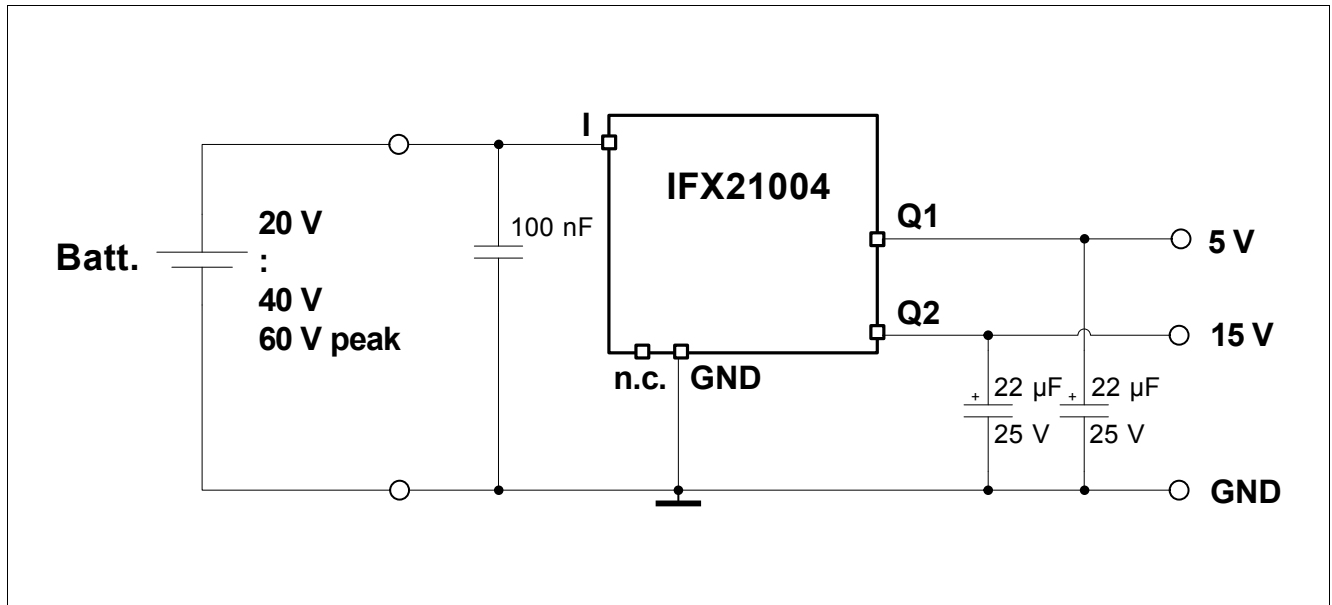 I
IFX21004
Batt.
20 V
:
40 V
60 V peak
100 nF
Q1
5 V
Q2
15 V
n.c. GND
+ 22 µF
25 V
+ 22 µF
25 V
GND